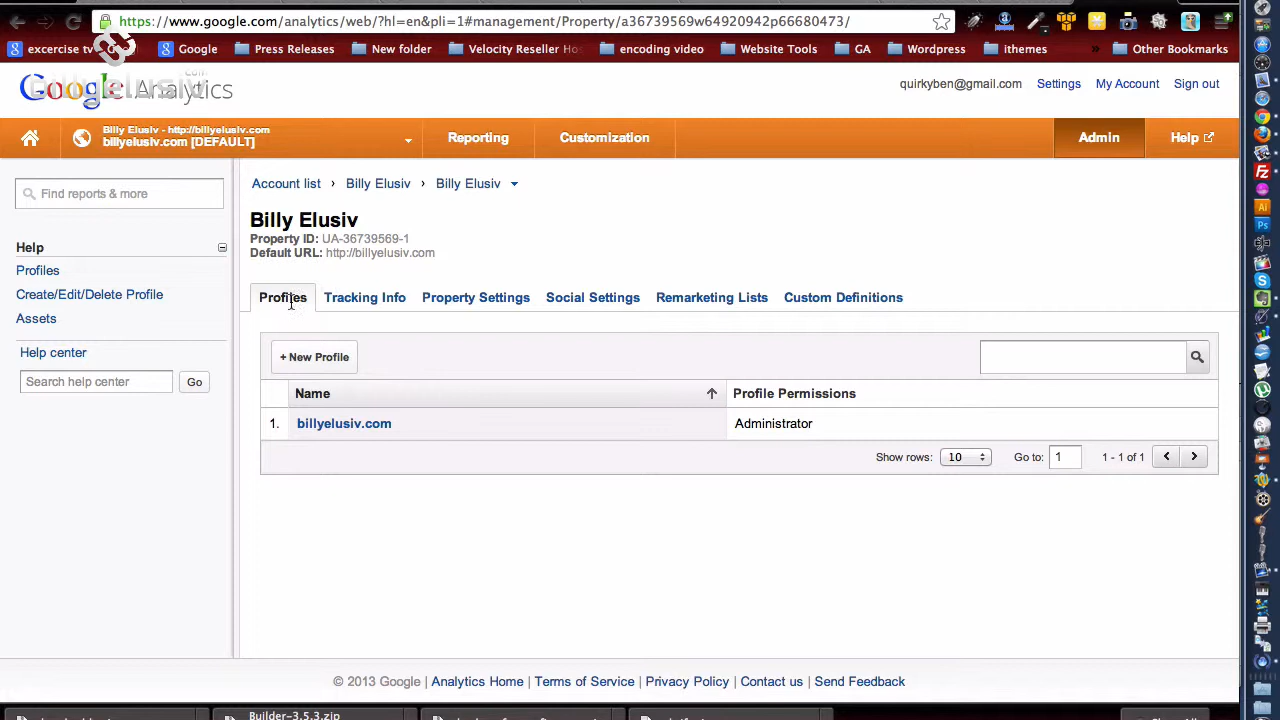 https://www.google.com/analytics/web/?hl=en&pli=1#management/Property/a36739569w64920942p66680473/
excercise tv
Google
Press Releases
New folder
Velocity Reseller Ho
encoding video
Website Tools
GA
Wordpress
ithemes
»
Other Bookmarks
Google Analytics
billyelusiv
.com
quirkyben@gmail.com
Settings
My Account
Sign out
Billy Elusiv - http://billyelusiv.com
billyelusiv.com [DEFAULT]
Reporting
Customization
Admin
Help
Find reports & more
Help
Profiles
Create/Edit/Delete Profile
Assets
Help center
Search help center
Go
Account list › Billy Elusiv › Billy Elusiv
Billy Elusiv
Property ID: UA-36739569-1
Default URL: http://billyelusiv.com
Profiles
Tracking Info
Property Settings
Social Settings
Remarketing Lists
Custom Definitions
+ New Profile
Name
Profile Permissions
1. billyelusiv.com
Administrator
Show rows: 10
Go to: 1
1 - 1 of 1
© 2013 Google | Analytics Home | Terms of Service | Privacy Policy | Contact us | Send Feedback
Builder-3.5.3.zip